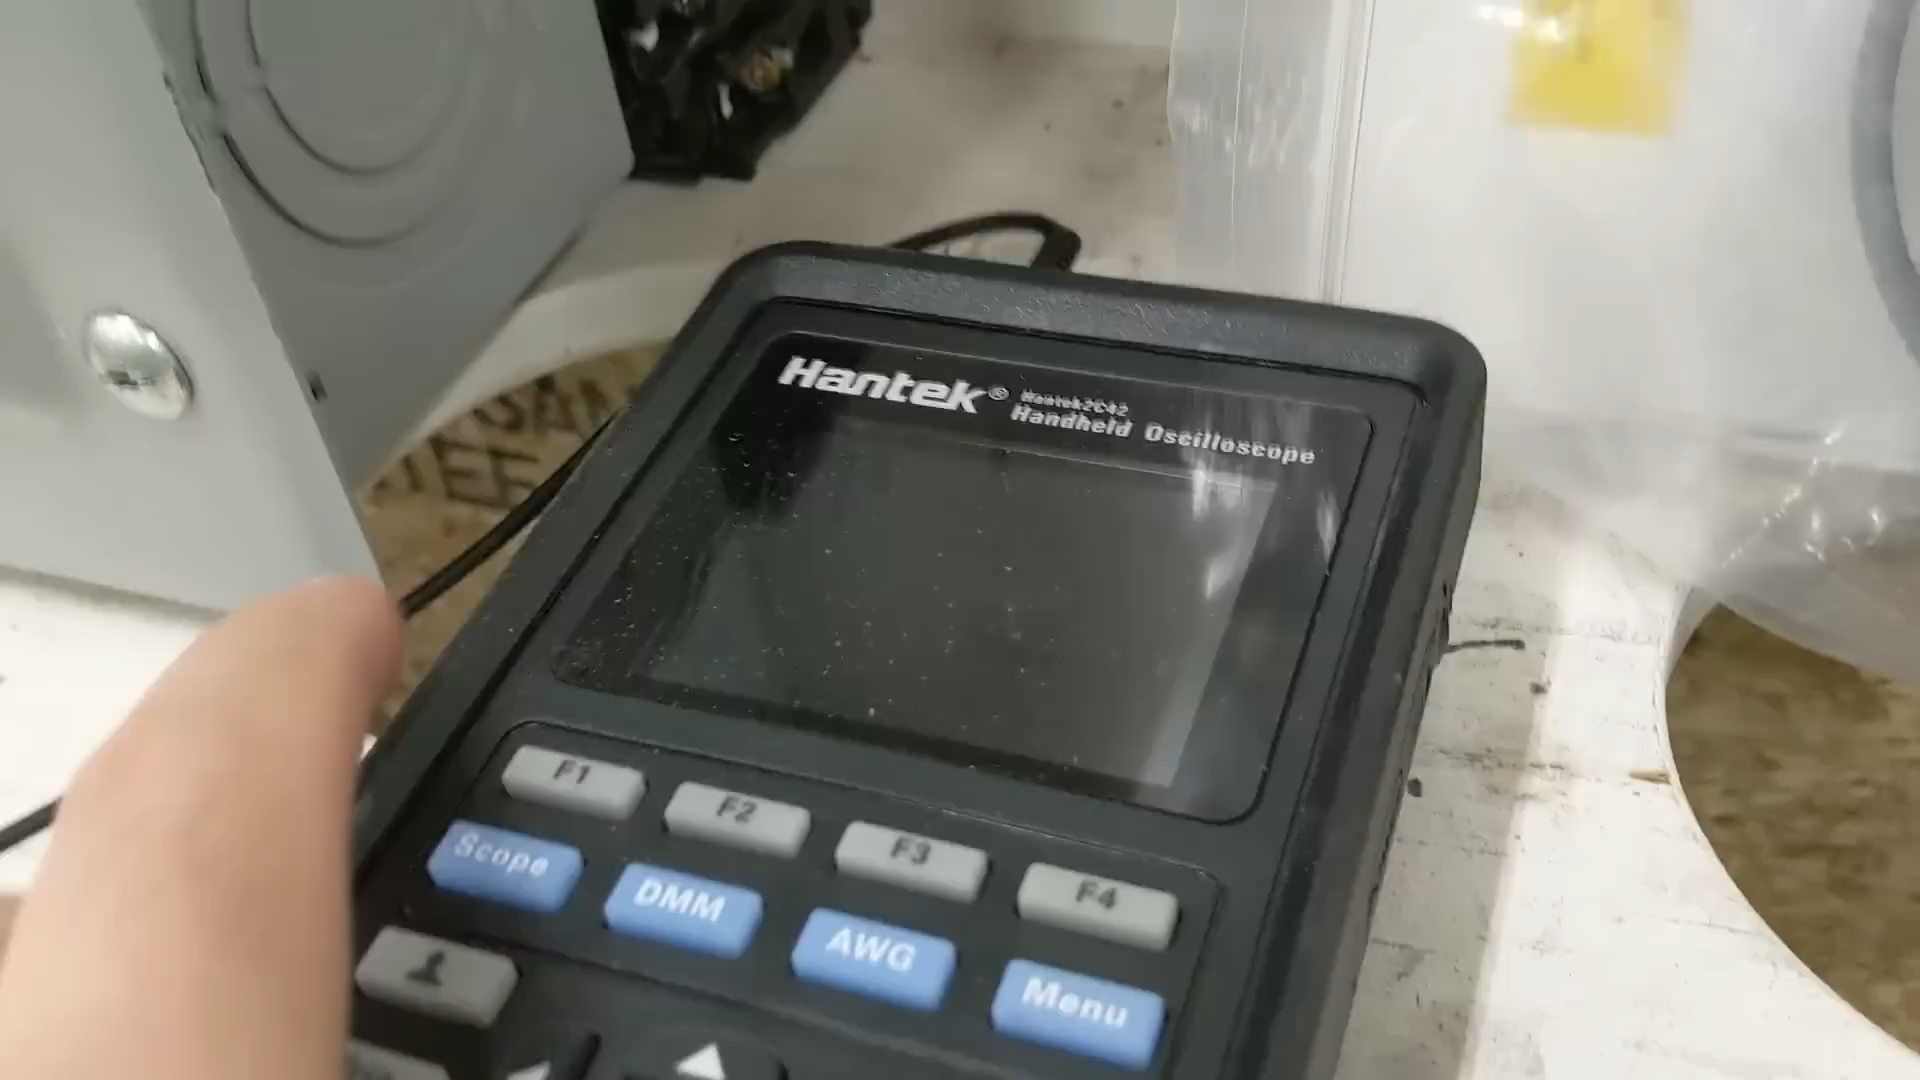 Hantek®
Hantek2C42
Handheld Oscilloscope
F1
F2
F3
F4
Scope
DMM
AWG
Menu